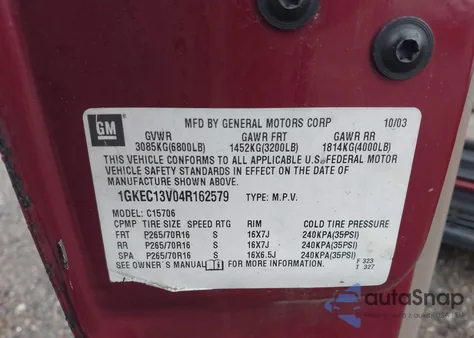 GM
MFD BY GENERAL MOTORS CORP 10/03
GVWR GAWR FRT GAWR RR
3085KG(6800LB) 1452KG(3200LB) 1814KG(4000LB)
THIS VEHICLE CONFORMS TO ALL APPLICABLE U.S. FEDERAL MOTOR
VEHICLE SAFETY STANDARDS IN EFFECT ON THE DATE OF
MANUFACTURE SHOWN ABOVE.
1GKEC13V04R162579 TYPE: M.P.V.
MODEL: C15706
TIRE SIZE SPEED RTG RIM COLD TIRE PRESSURE
FRT P265/70R16 S 16X7J 240KPA(35PSI)
RR P265/70R16 S 16X7J 240KPA(35PSI)
SPA P265/70R16 S 16X6.5J 240KPA(35PSI)
SEE OWNER'S MANUAL i FOR MORE INFORMATION.
F 323
T 327
autoSnap